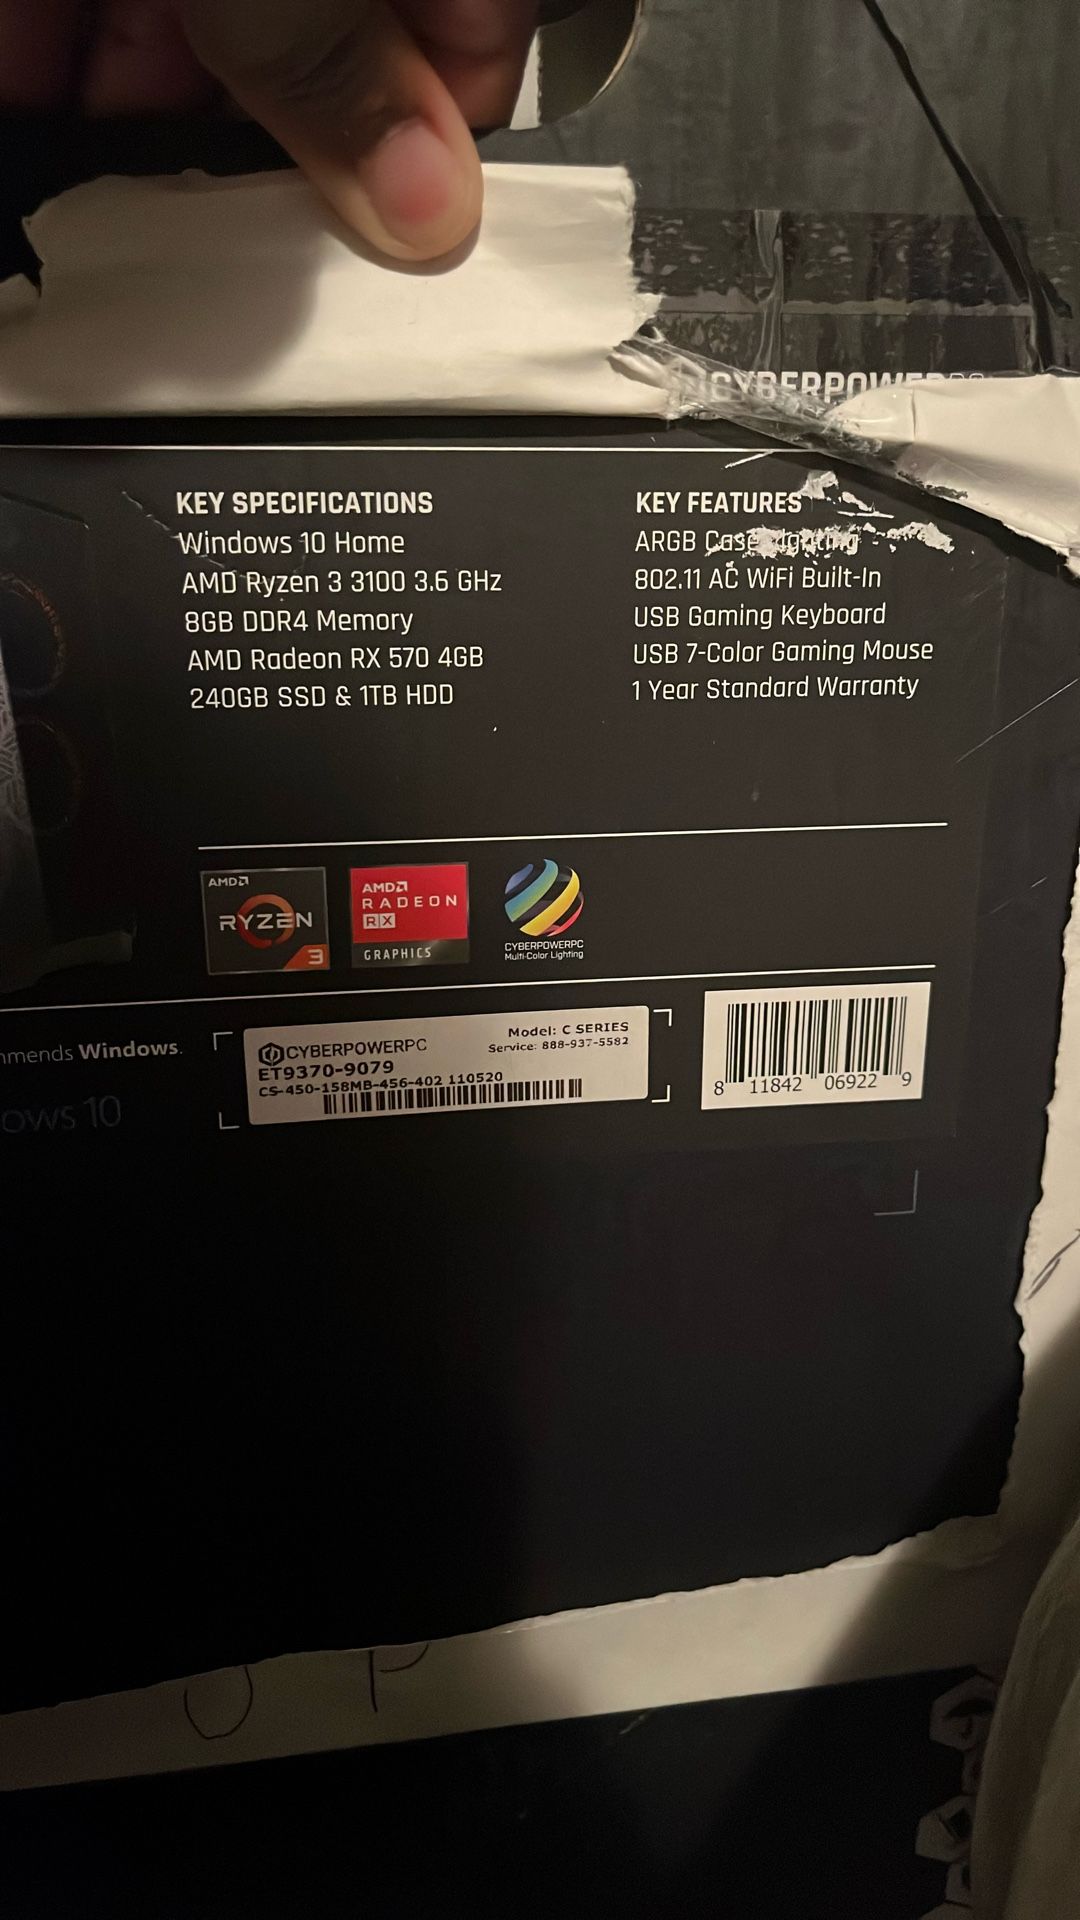 CYBERPOWERPC
KEY SPECIFICATIONS
Windows 10 Home
AMD Ryzen 3 3100 3.6 GHz
8GB DDR4 Memory
AMD Radeon RX 570 4GB
240GB SSD & 1TB HDD
KEY FEATURES
ARGB Case Lighting
802.11 AC WiFi Built-In
USB Gaming Keyboard
USB 7-Color Gaming Mouse
1 Year Standard Warranty
AMD
RYZEN
3
AMD
RADEON
RX
GRAPHICS
CYBERPOWERPC
Multi-Color Lighting
mmends Windows.
ows 10
CYBERPOWERPC
Model: C SERIES
Service: 888-937-5582
ET9370-9079
CS-450-158MB-456-402 110520
8 11842 06922 9
UP